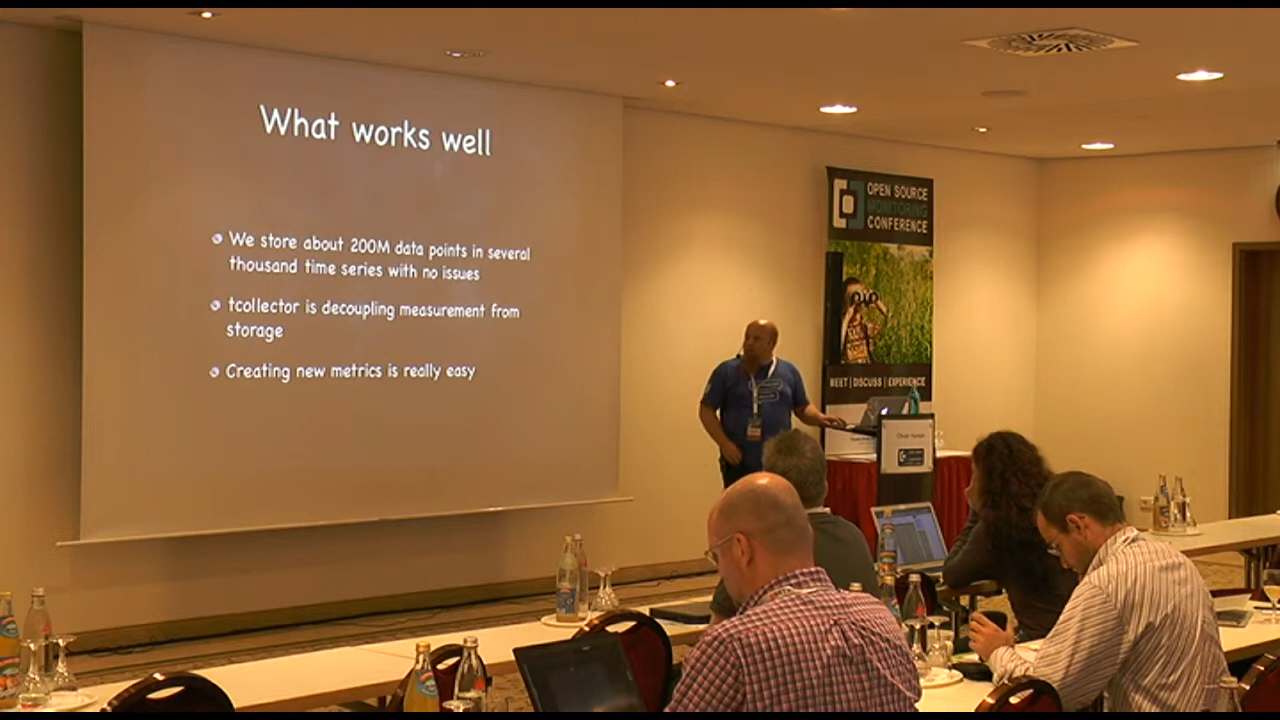 What works well
We store about 200M data points in several
thousand time series with no issues
tcollector is decoupling measurement from
storage
Creating new metrics is really easy
OPEN SOURCE
MONITORING
CONFERENCE
MEET | DISCUSS | EXPERIENCE